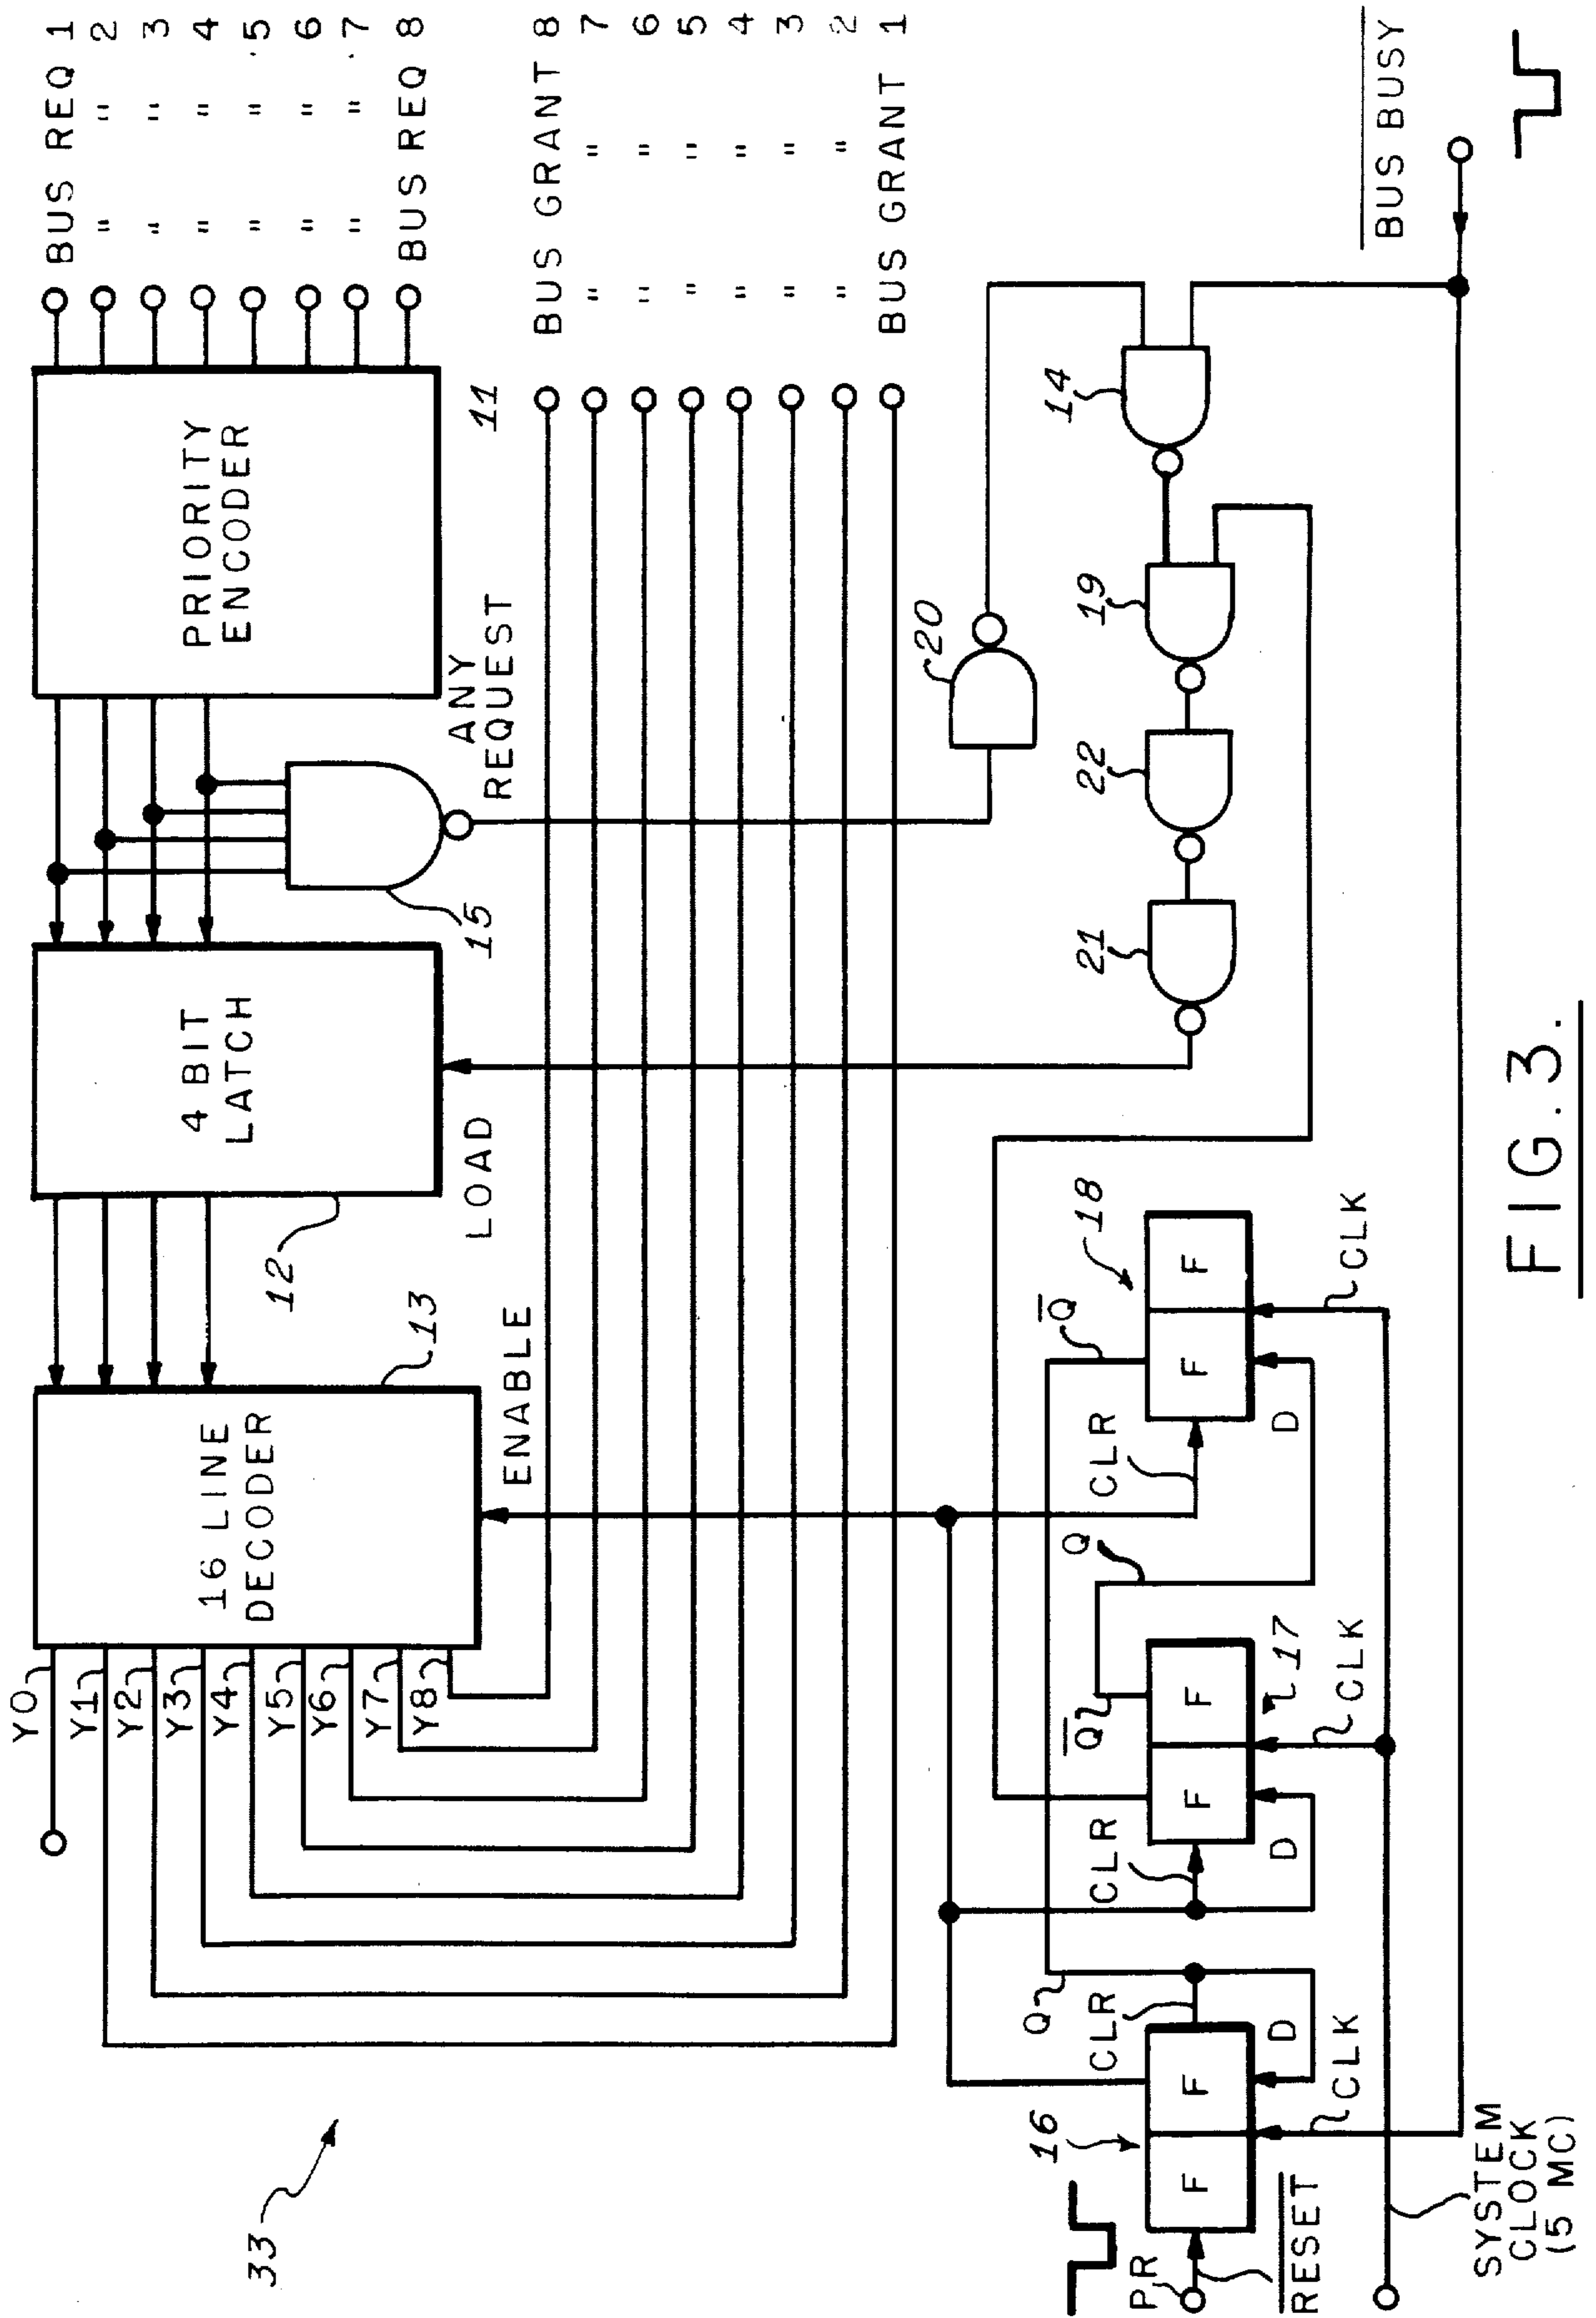 BUS REQ 1
" " 2
" " 3
" " 4
" " 5
" " 6
" " 7
BUS REQ 8
PRIORITY
ENCODER
11
BUS GRANT 8
" " 7
" " 6
" " 5
" " 4
" " 3
" " 2
BUS GRANT 1
ANY
REQUEST
15
4 BIT
LATCH
12
LOAD
16 LINE
DECODER
13
ENABLE
Y0
Y1
Y2
Y3
Y4
Y5
Y6
Y7
Y8
33
20
14
19
22
21
BUS BUSY
18
F F
Q̅
CLR
D
CLK
Q
17
F F
Q̅
CLR
D
CLK
Q
16
F F
CLR
D
CLK
PR
RESET
SYSTEM
CLOCK
(5 MC)
FIG. 3.